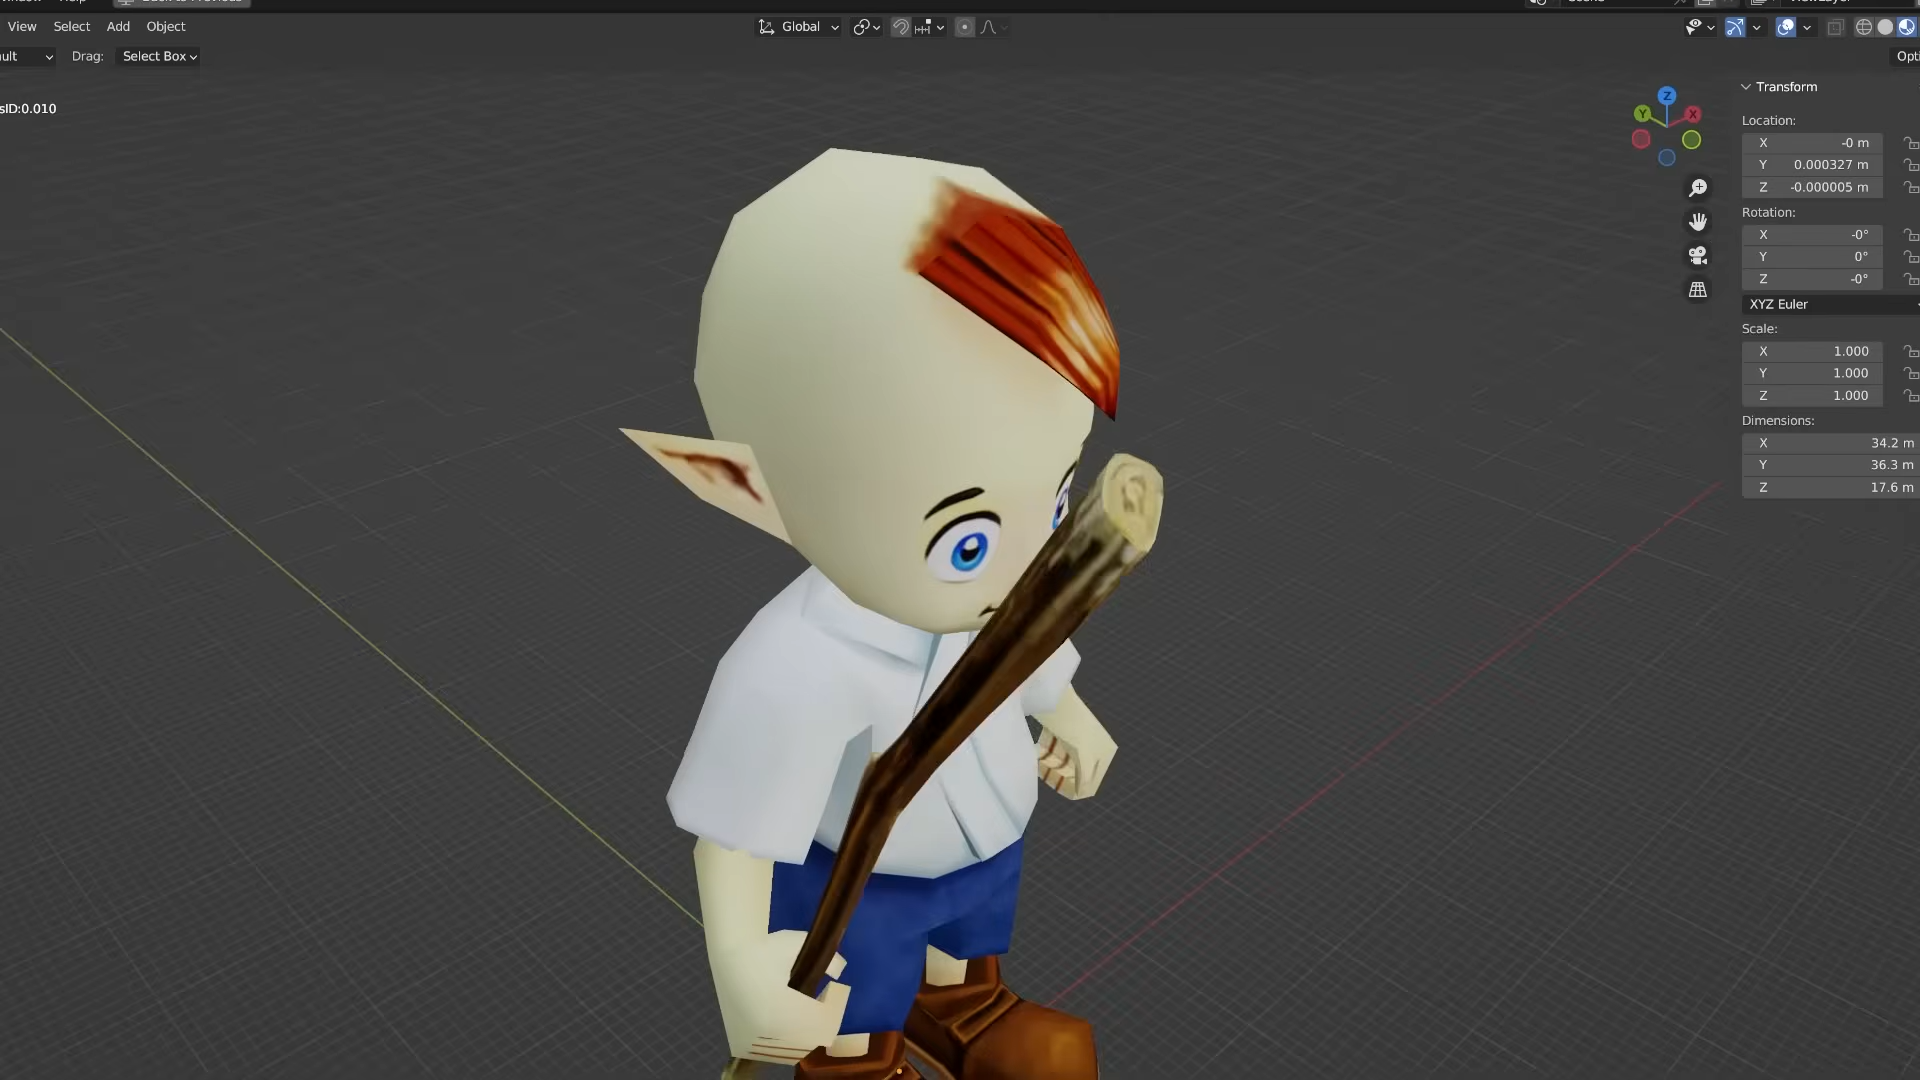 View Select Add Object
Global
Drag: Select Box
Transform
Location:
X -0 m
Y 0.000327 m
Z -0.000005 m
Rotation:
X -0°
Y 0°
Z -0°
XYZ Euler
Scale:
X 1.000
Y 1.000
Z 1.000
Dimensions:
X 34.2 m
Y 36.3 m
Z 17.6 m
sID:0.010
Z
Y
X